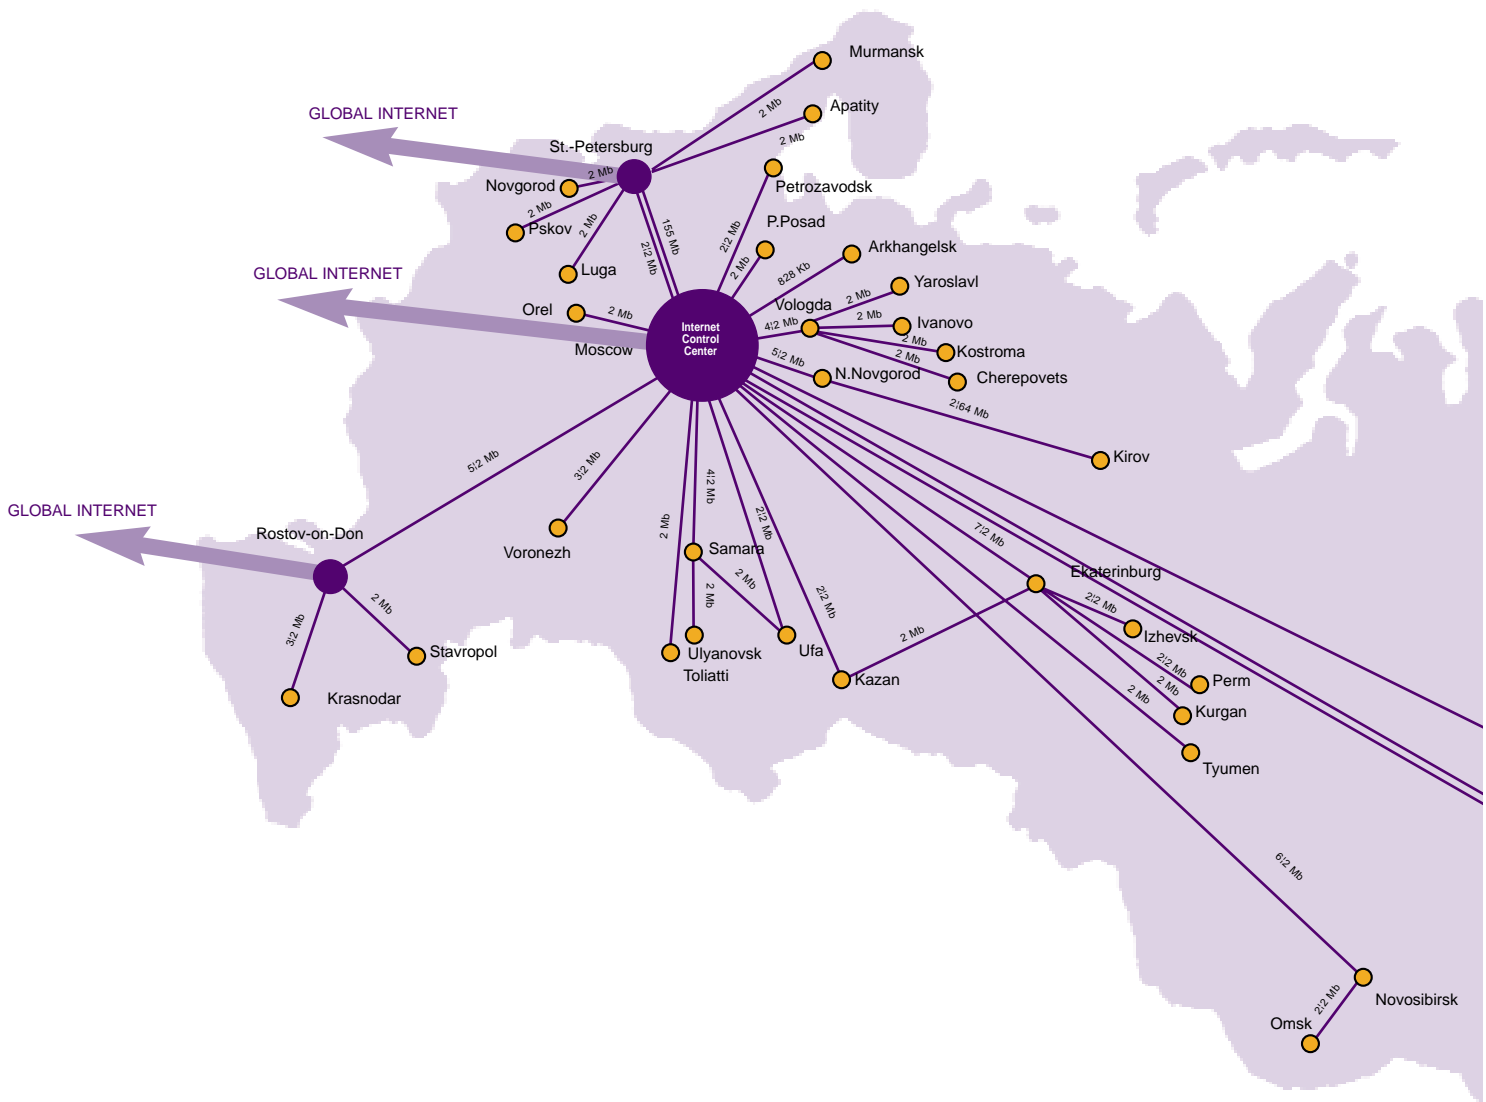 Murmansk
2 Mb
Apatity
2 Mb
GLOBAL INTERNET
St.-Petersburg
2 Mb
Novgorod
Petrozavodsk
2 Mb
Pskov
2 Mb
Luga
155 Mb
2¦2 Mb
2¦2 Mb
P.Posad
2 Mb
Arkhangelsk
828 Kb
GLOBAL INTERNET
Yaroslavl
2 Mb
Orel
2 Mb
Vologda
4¦2 Mb
2 Mb
Ivanovo
2 Mb
Kostroma
2 Mb
Cherepovets
Moscow
Internet
Control
Center
5¦2 Mb
N.Novgorod
2¦64 Mb
Kirov
5¦2 Mb
3¦2 Mb
4¦2 Mb
2 Mb
2¦2 Mb
7¦2 Mb
GLOBAL INTERNET
Rostov-on-Don
Voronezh
Samara
2 Mb
2 Mb
2¦2 Mb
Ekaterinburg
2¦2 Mb
Izhevsk
3¦2 Mb
2 Mb
Stavropol
Krasnodar
Ulyanovsk
Toliatti
Ufa
2 Mb
Kazan
2¦2 Mb
Perm
2 Mb
Kurgan
2 Mb
Tyumen
6¦2 Mb
Novosibirsk
2¦2 Mb
Omsk